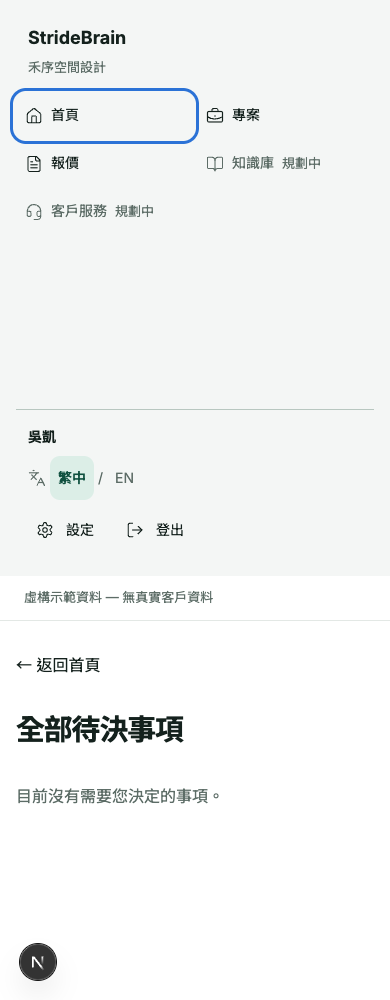 StrideBrain
禾序空間設計
首頁
專案
報價
知識庫 規劃中
客戶服務 規劃中
吳凱
繁中 / EN
設定
登出
虛構示範資料 — 無真實客戶資料
← 返回首頁
全部待決事項
目前沒有需要您決定的事項。
N